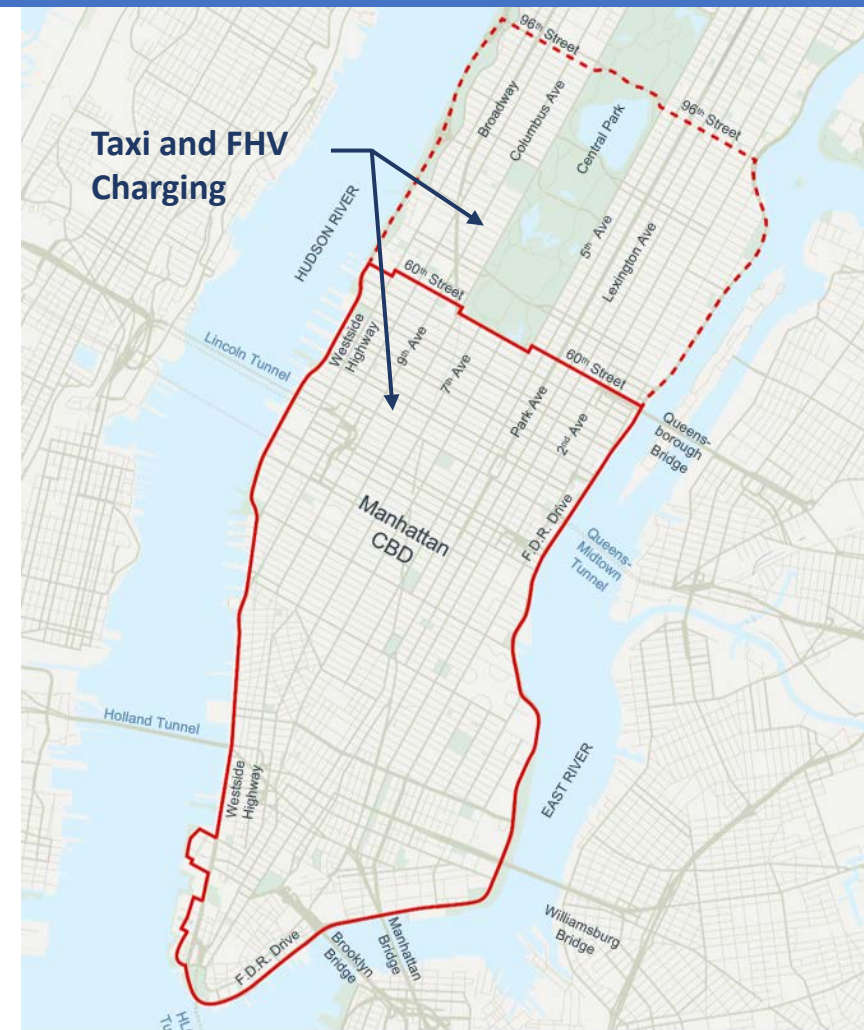 Taxi and FHV
Charging
96th Street
Broadway
Columbus Ave
Central Park
96th Street
HUDSON RIVER
5th Ave
Lexington Ave
60th Street
Westside
Highway
9th Ave
7th Ave
Lincoln Tunnel
60th Street
Park Ave
2nd Ave
Queens-
borough
Bridge
Manhattan
CBD
F.D.R. Drive
Queens-
Midtown
Tunnel
Holland Tunnel
Westside
Highway
EAST RIVER
Williamsburg
Bridge
F.D.R. Drive
Brooklyn
Bridge
Manhattan
Bridge